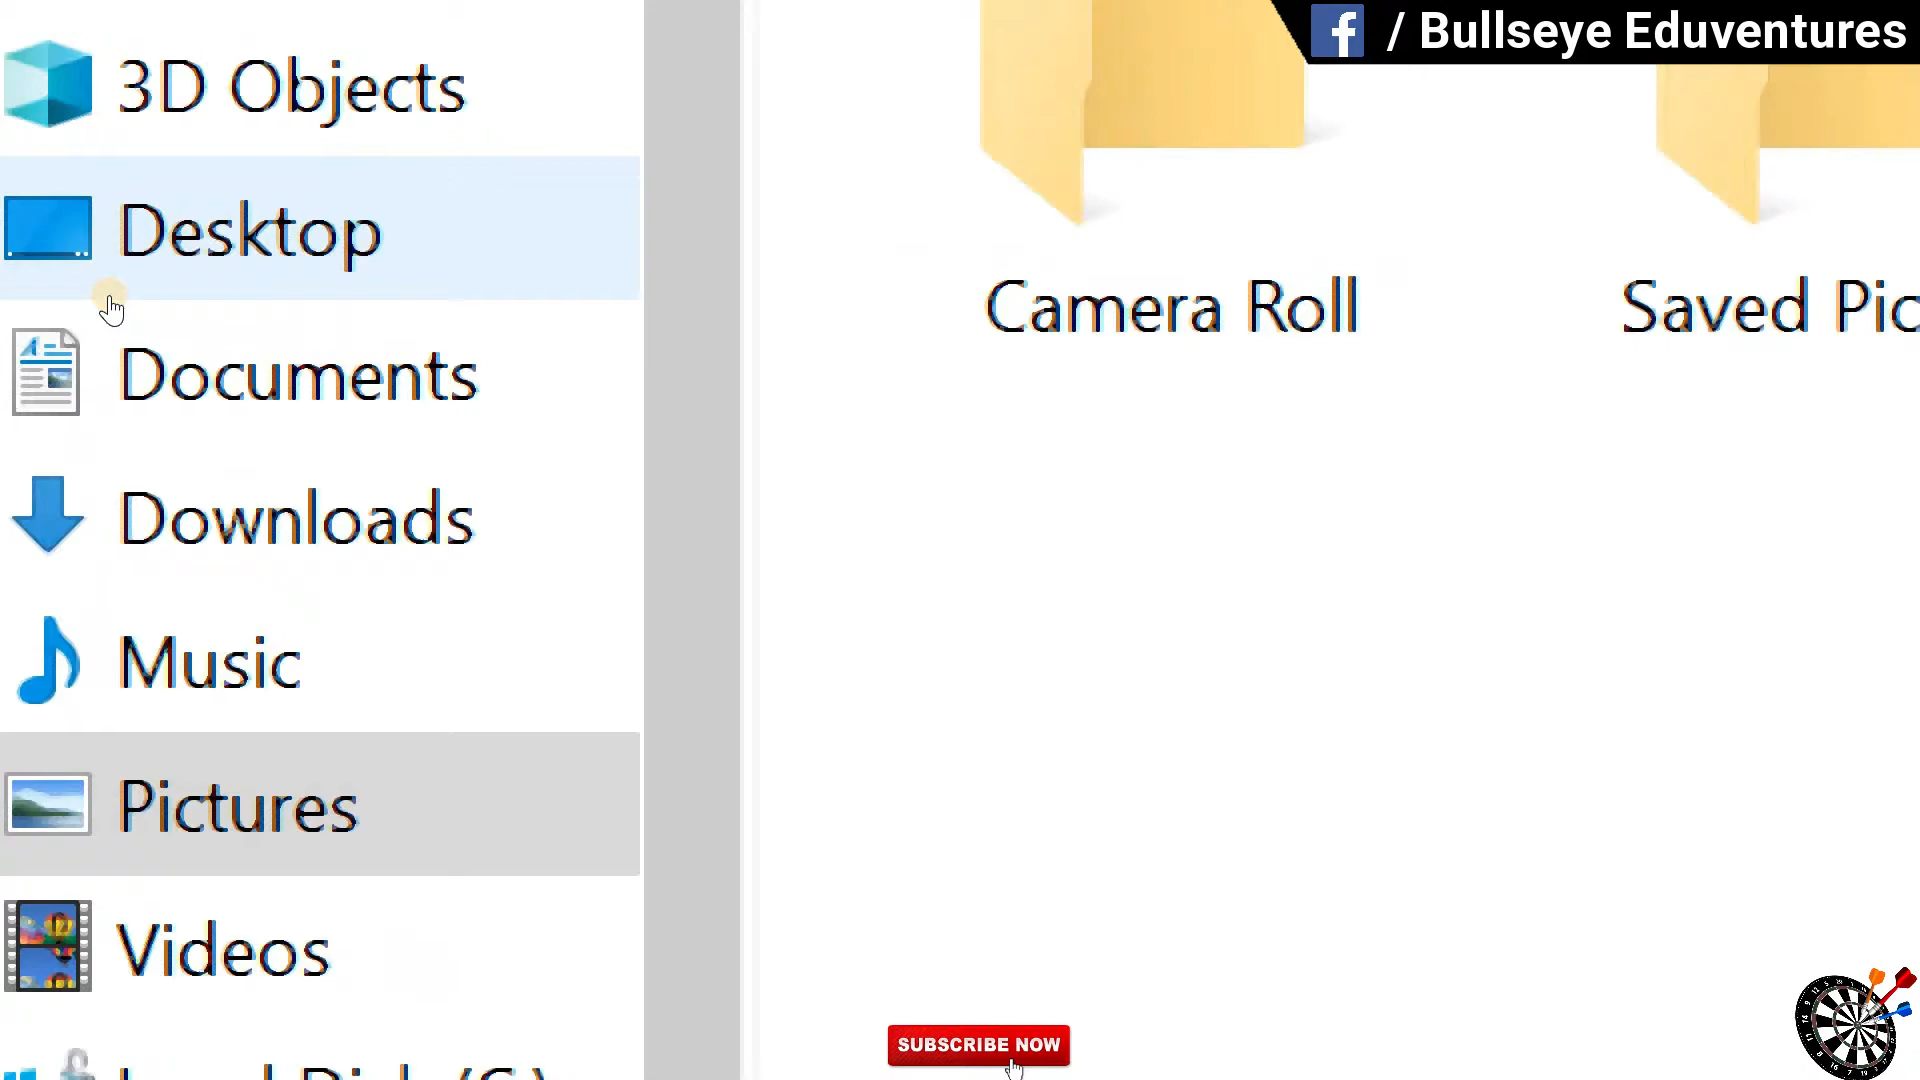 / Bullseye Eduventures
3D Objects
Desktop
Documents
Downloads
Music
Pictures
Videos
Camera Roll
Saved Pic
SUBSCRIBE NOW